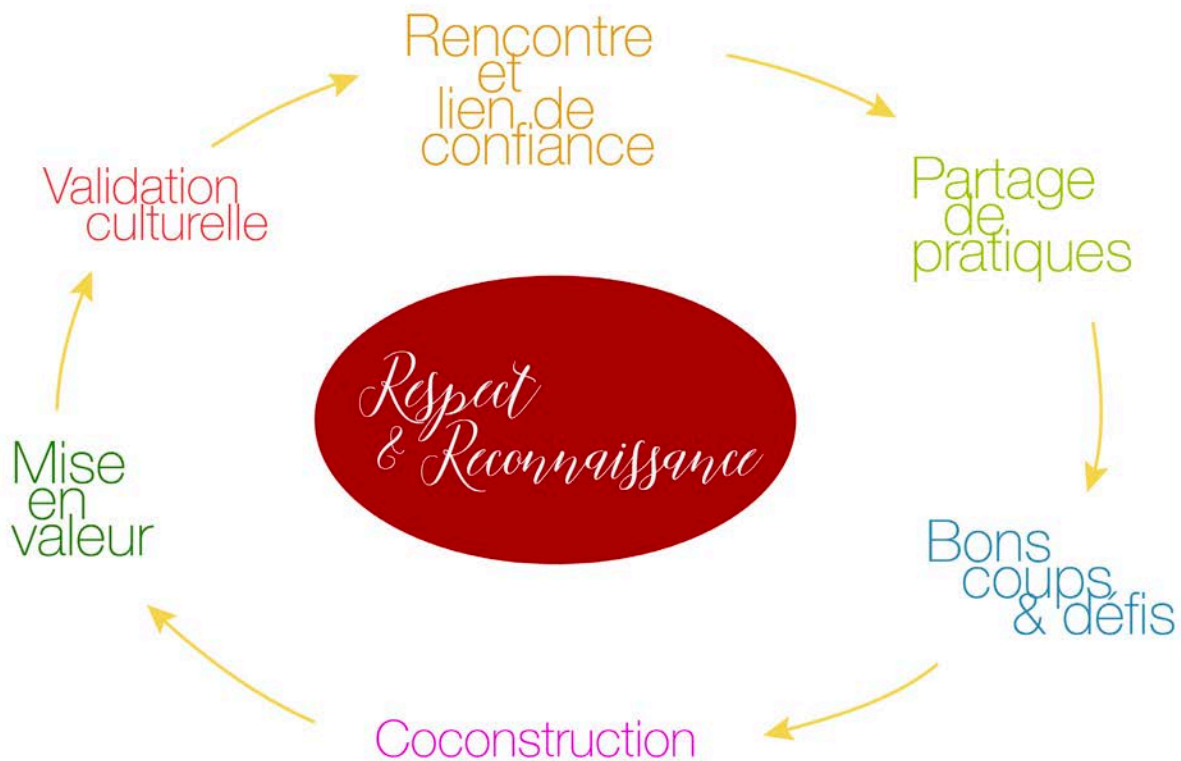 Rencontre
et
lien de
confiance
Partage
de
pratiques
Bons
coups
& défis
Coconstruction
Mise
en
valeur
Validation
culturelle
Respect
& Reconnaissance